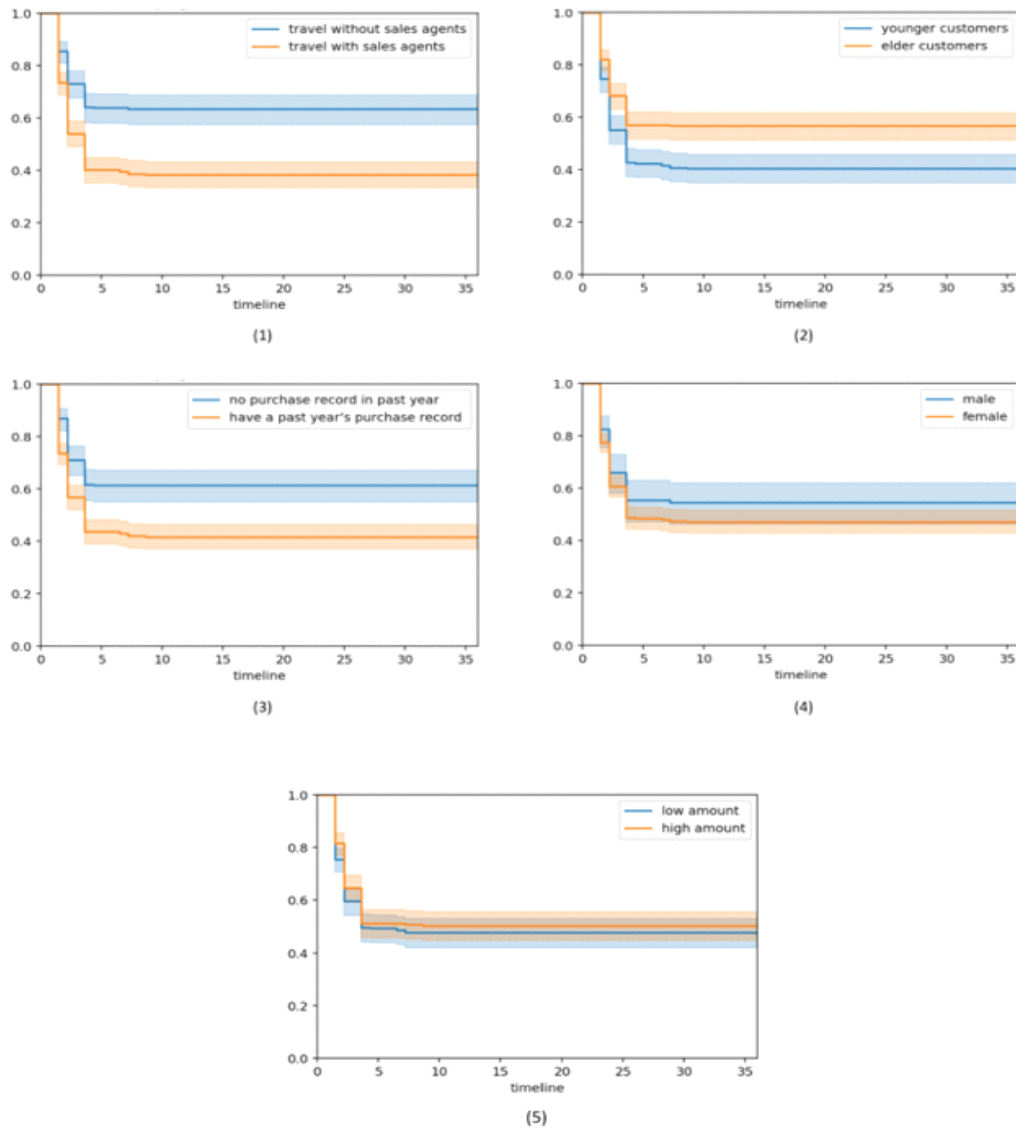 travel without sales agents
travel with sales agents
1.0
0.8
0.6
0.4
0.2
0.0
0 5 10 15 20 25 30 35
timeline
(1)
younger customers
elder customers
1.0
0.8
0.6
0.4
0.2
0.0
0 5 10 15 20 25 30 35
timeline
(2)
no purchase record in past year
have a past year's purchase record
1.0
0.8
0.6
0.4
0.2
0.0
0 5 10 15 20 25 30 35
timeline
(3)
male
female
1.0
0.8
0.6
0.4
0.2
0.0
0 5 10 15 20 25 30 35
timeline
(4)
low amount
high amount
1.0
0.8
0.6
0.4
0.2
0.0
0 5 10 15 20 25 30 35
timeline
(5)